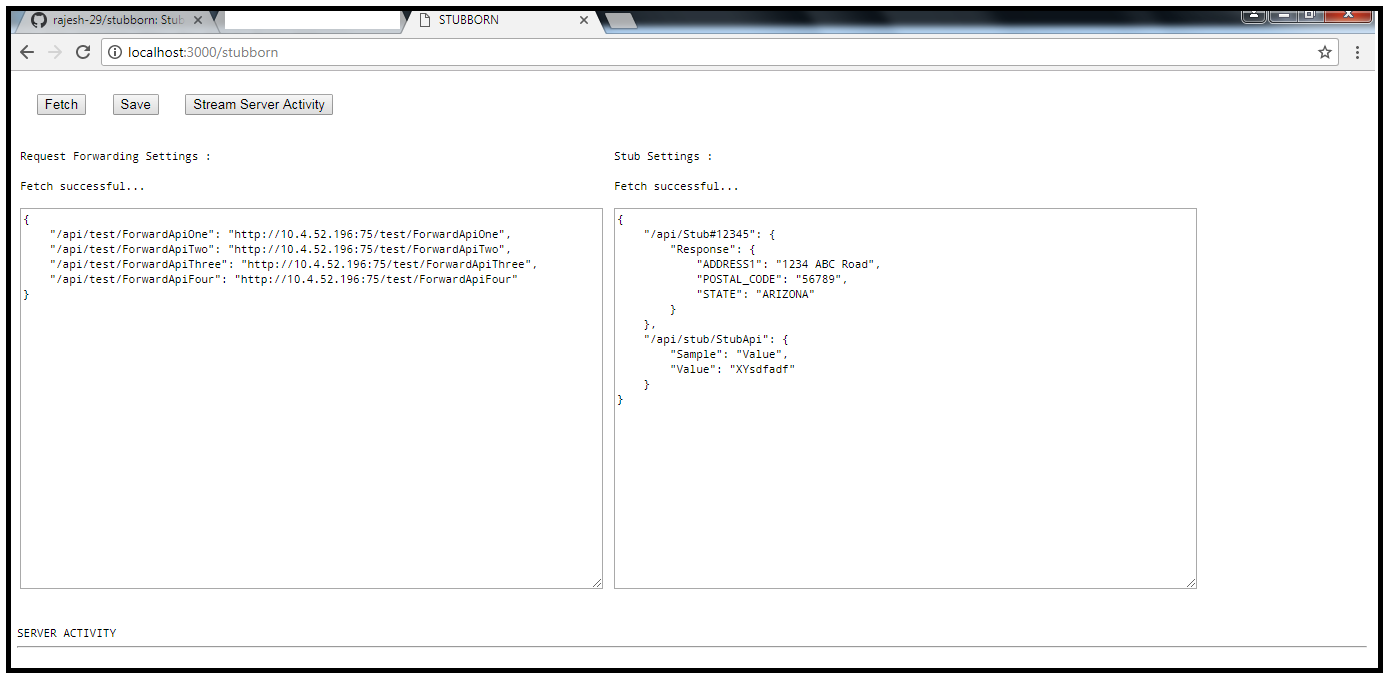 rajesh-29/stubborn: Stub
STUBBORN
localhost:3000/stubborn
Fetch Save Stream Server Activity
Request Forwarding Settings :
Fetch successful...
{
    "/api/test/ForwardApiOne": "http://10.4.52.196:75/test/ForwardApiOne",
    "/api/test/ForwardApiTwo": "http://10.4.52.196:75/test/ForwardApiTwo",
    "/api/test/ForwardApiThree": "http://10.4.52.196:75/test/ForwardApiThree",
    "/api/test/ForwardApiFour": "http://10.4.52.196:75/test/ForwardApiFour"
}
Stub Settings :
Fetch successful...
{
    "/api/Stub#12345": {
        "Response": {
            "ADDRESS1": "1234 ABC Road",
            "POSTAL_CODE": "56789",
            "STATE": "ARIZONA"
        }
    },
    "/api/stub/StubApi": {
        "Sample": "Value",
        "Value": "XYsdfadf"
    }
}
SERVER ACTIVITY